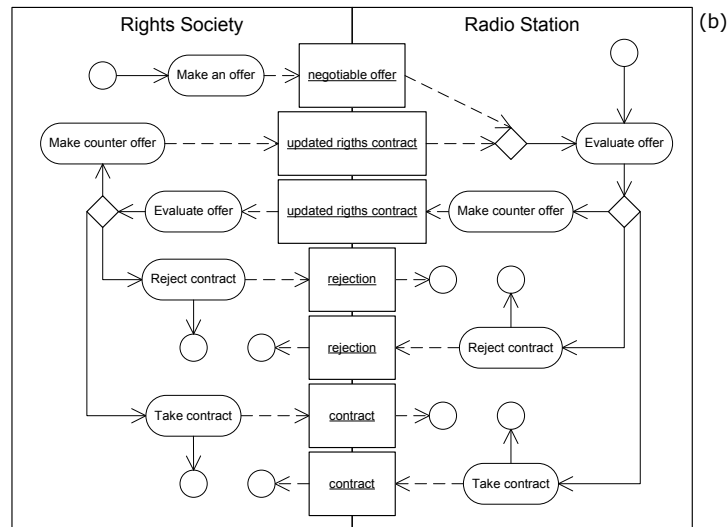 Rights Society
Radio Station
(b)
Make an offer
negotiable offer
Make counter offer
updated rigths contract
Evaluate offer
Evaluate offer
updated rigths contract
Make counter offer
Reject contract
rejection
rejection
Reject contract
Take contract
contract
contract
Take contract